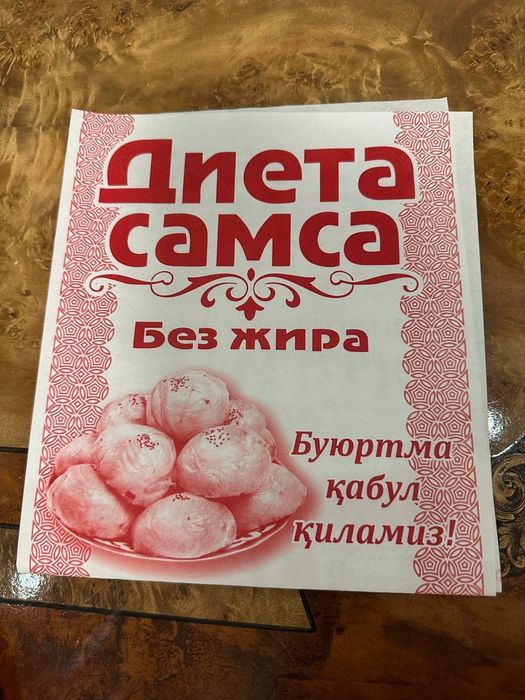 Диета
самса
Без жира
Буюртма
қабул
қиламиз!